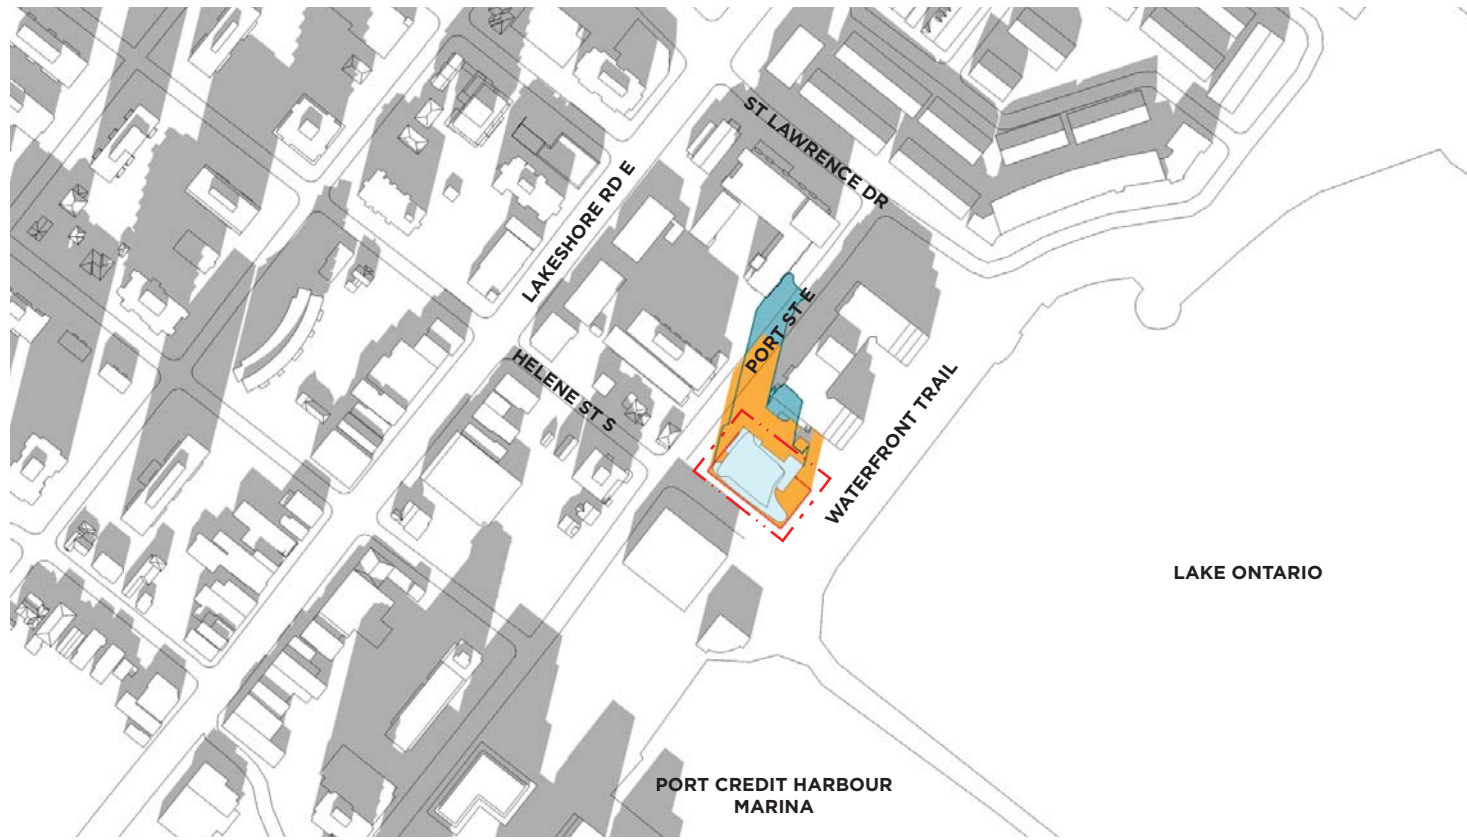 ST LAWRENCE DR
LAKESHORE RD E
PORT ST E
HELENE ST S
WATERFRONT TRAIL
LAKE ONTARIO
PORT CREDIT HARBOUR
MARINA